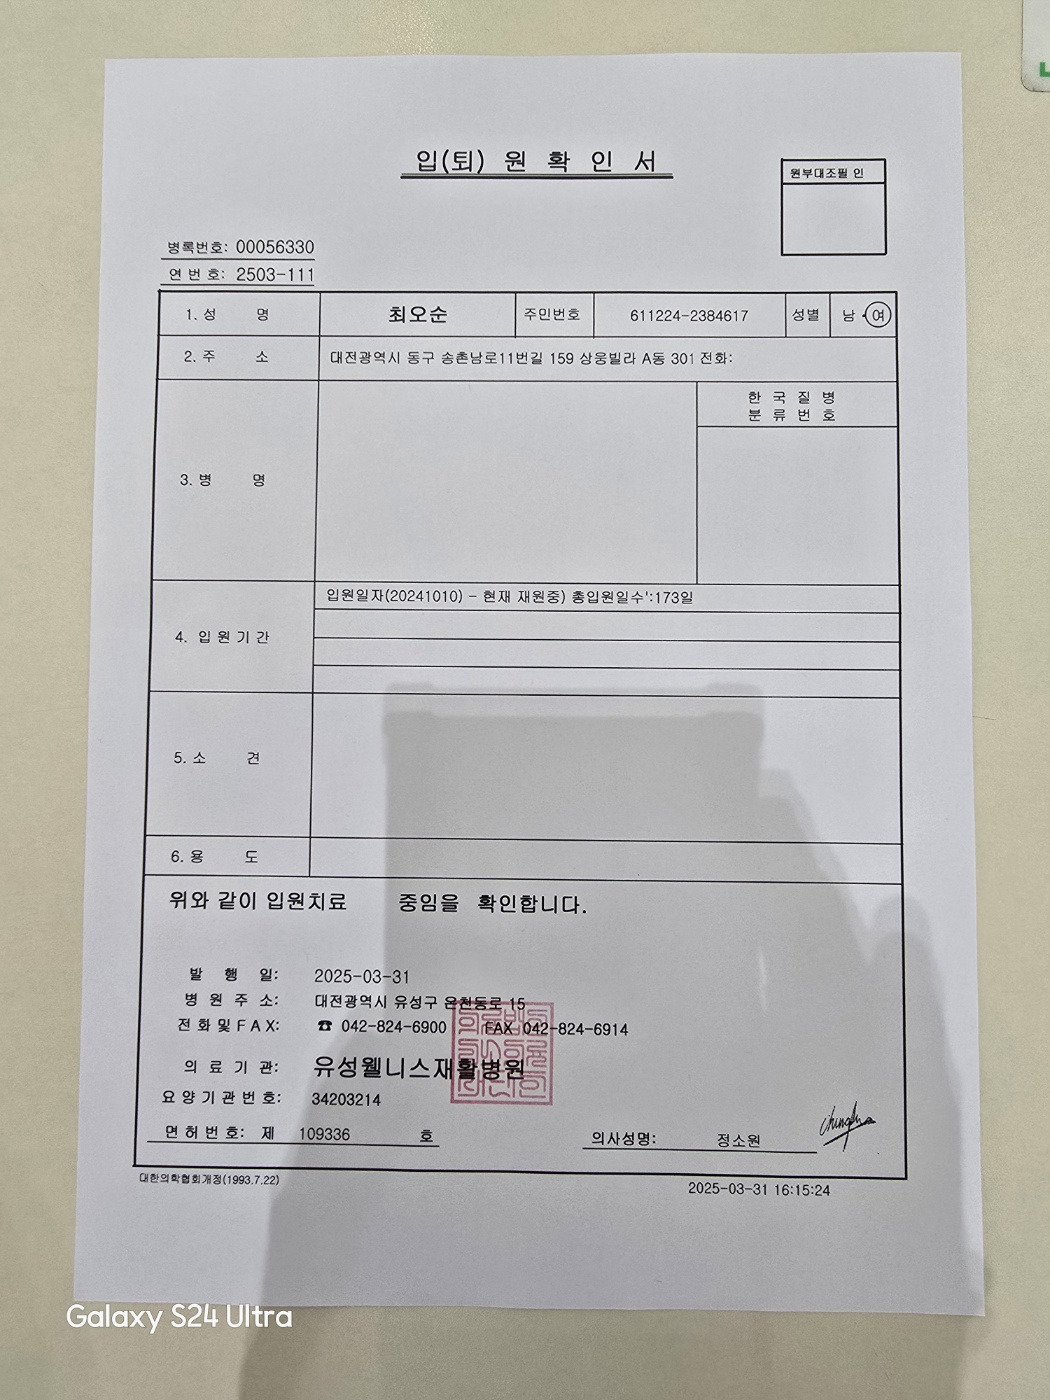 입(퇴) 원 확 인 서
원부대조필 인
병록번호: 00056330
연 번 호: 2503-111
1. 성 명 최오순 주민번호 611224-2384617 성별 남 · 여
2. 주 소 대전광역시 동구 송촌남로11번길 159 상웅빌라 A동 301 전화:
한 국 질 병
분 류 번 호
3. 병 명
입원일자(20241010) - 현재 재원중) 총입원일수':173일
4. 입 원 기 간
5. 소 견
6. 용 도
위와 같이 입원치료 중임을 확인합니다.
발 행 일: 2025-03-31
병 원 주 소: 대전광역시 유성구 온천동로 15
전 화 및 F A X: ☎ 042-824-6900 FAX 042-824-6914
의 료 기 관: 유성웰니스재활병원
요 양 기 관 번 호: 34203214
면 허 번 호: 제 109336 호 의사성명: 정소원
대한의학협회개정(1993.7.22)
2025-03-31 16:15:24
Galaxy S24 Ultra